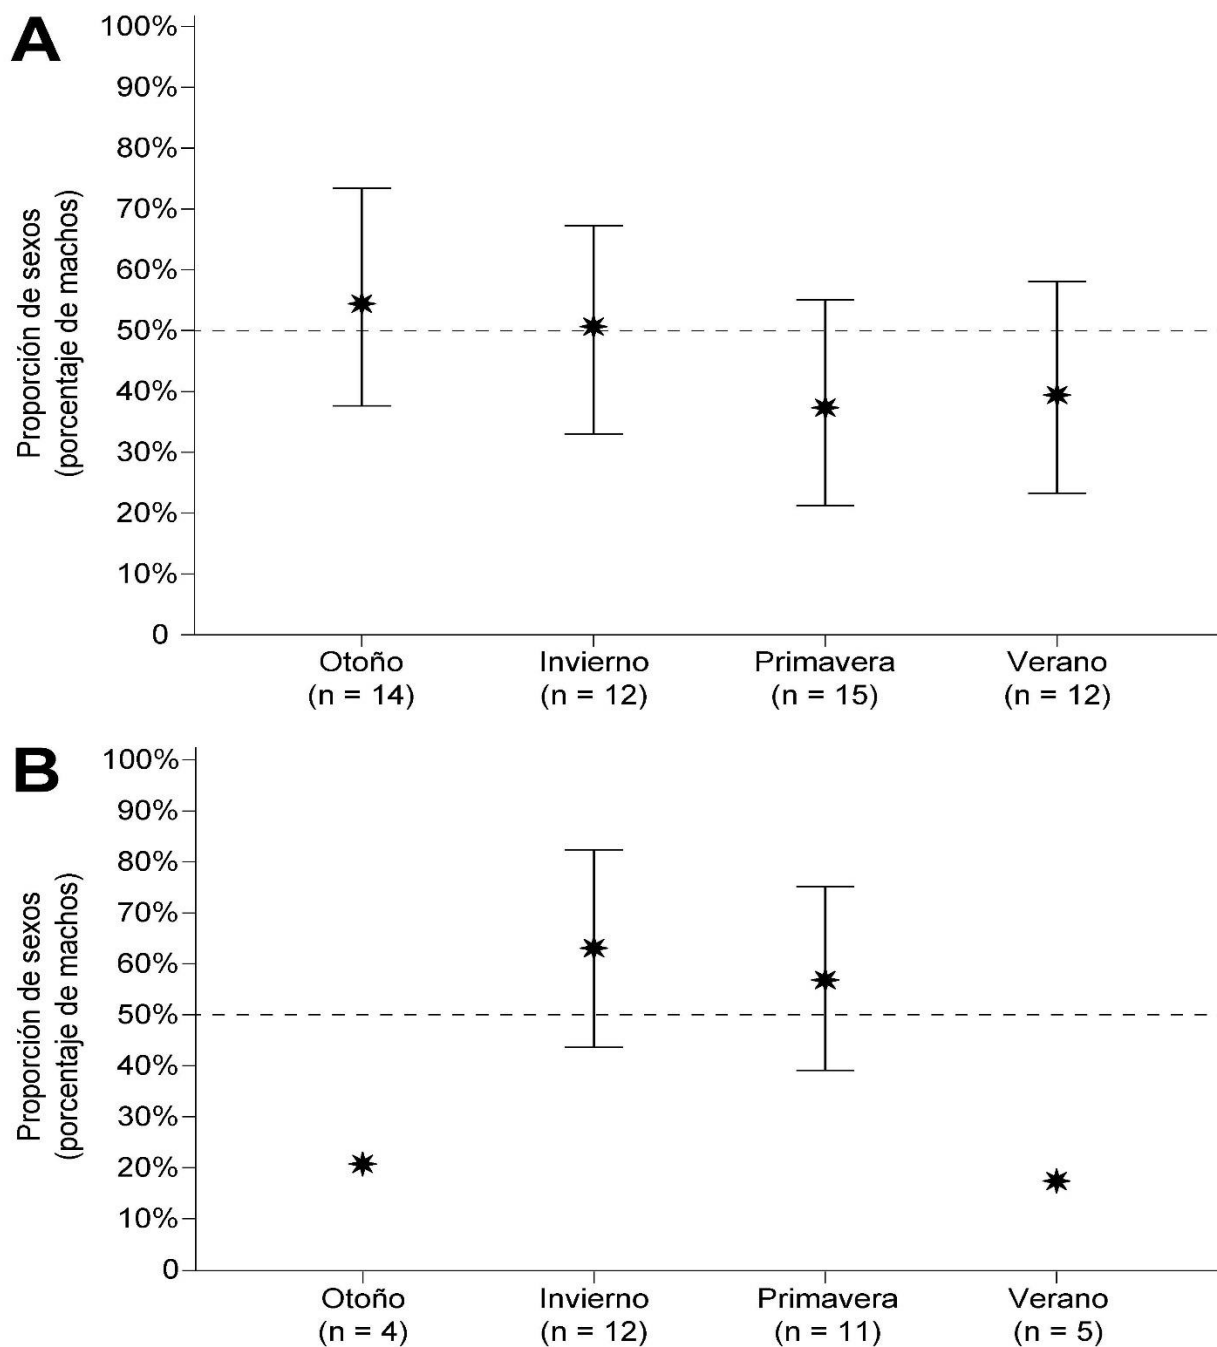 A
100%
90%
80%
70%
60%
50%
40%
30%
20%
10%
0
Proporción de sexos
(porcentaje de machos)
Otoño
(n = 14)
Invierno
(n = 12)
Primavera
(n = 15)
Verano
(n = 12)
B
100%
90%
80%
70%
60%
50%
40%
30%
20%
10%
0
Proporción de sexos
(porcentaje de machos)
Otoño
(n = 4)
Invierno
(n = 12)
Primavera
(n = 11)
Verano
(n = 5)